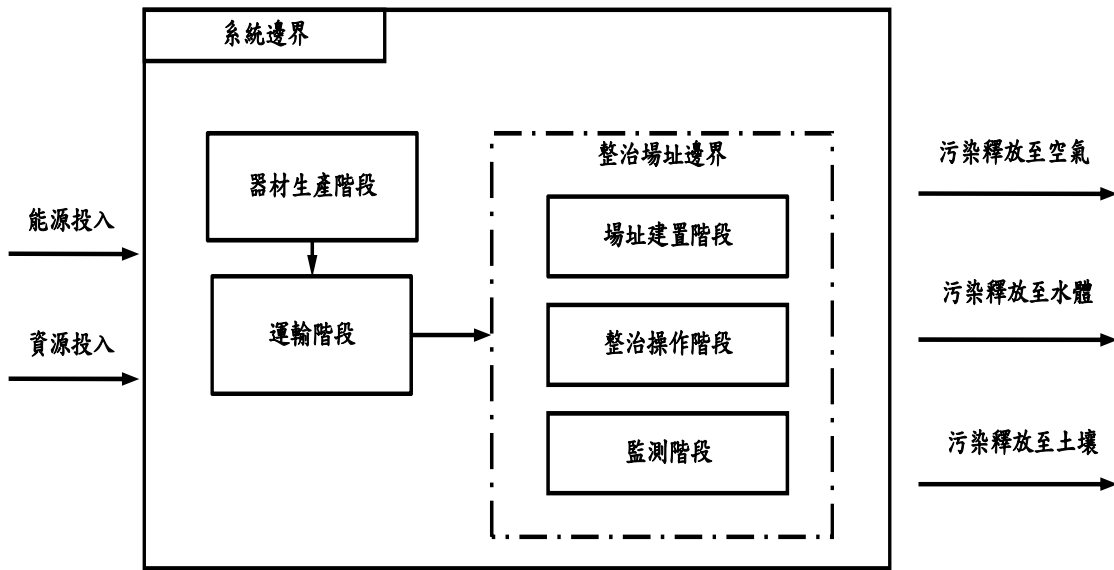 系統邊界
器材生產階段
運輸階段
能源投入
資源投入
整治場址邊界
場址建置階段
整治操作階段
監測階段
污染釋放至空氣
污染釋放至水體
污染釋放至土壤